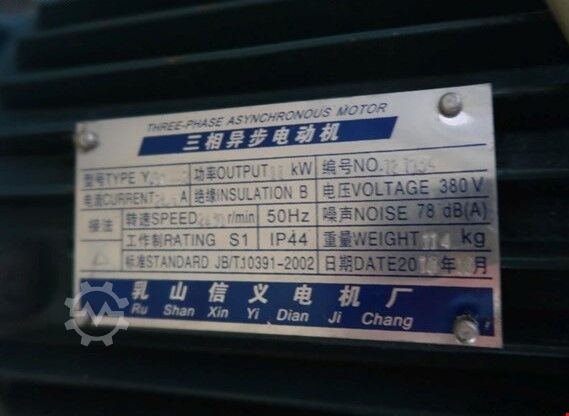 THREE-PHASE ASYNCHRONOUS MOTOR
三相异步电动机
型号TYPE Y 功率OUTPUT kW 编号NO.
电流CURRENT A 绝缘INSULATION B 电压VOLTAGE 380V
接法 转速SPEED r/min 50Hz 噪声NOISE 78 dB(A)
△ 工作制RATING S1 IP44 重量WEIGHT kg
标准STANDARD JB/T10391-2002 日期DATE20 年 月
乳山信义电机厂
Ru Shan Xin Yi Dian Ji Chang